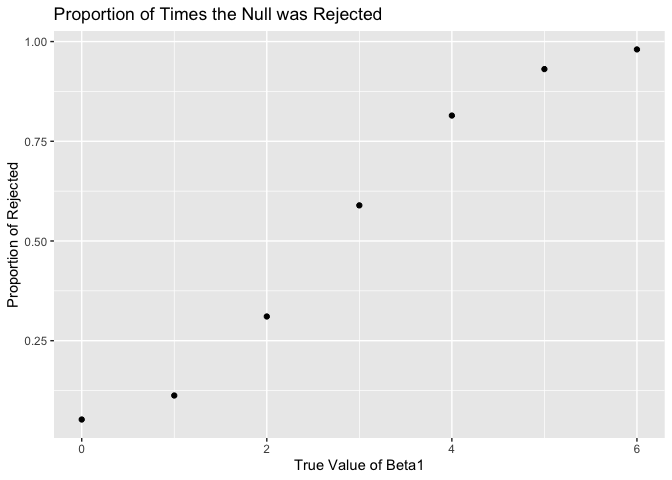 Proportion of Times the Null was Rejected
1.00
0.75
0.50
0.25
Proportion of Rejected
0
2
4
6
True Value of Beta1